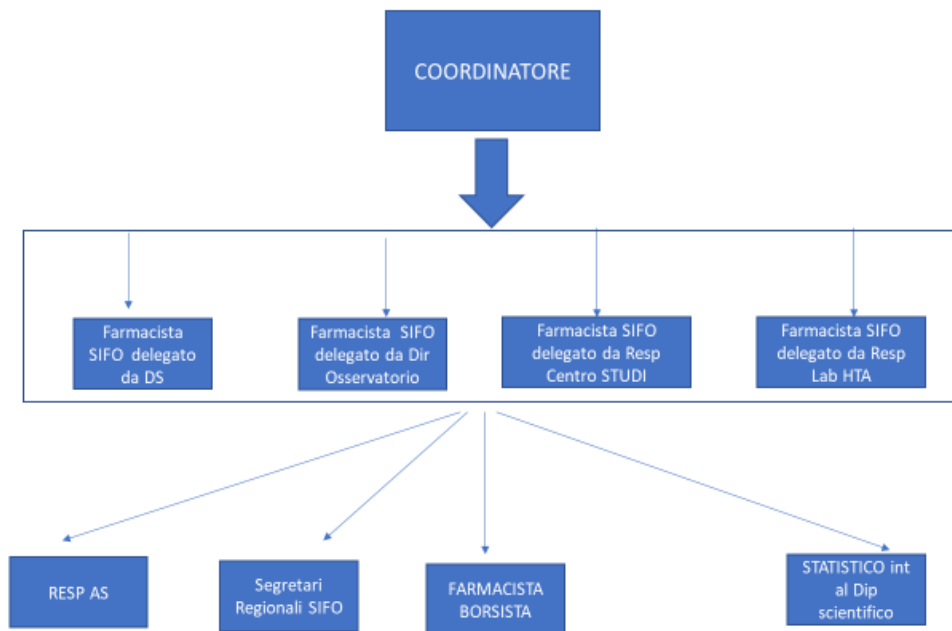 COORDINATORE
Farmacista
SIFO delegato
da DS
Farmacista SIFO
delegato da Dir
Osservatorio
Farmacista SIFO
delegato da Resp
Centro STUDI
Farmacista SIFO
delegato da Resp
Lab HTA
RESP AS
Segretari
Regionali SIFO
FARMACISTA
BORSISTA
STATISTICO int
al Dip
scientifico